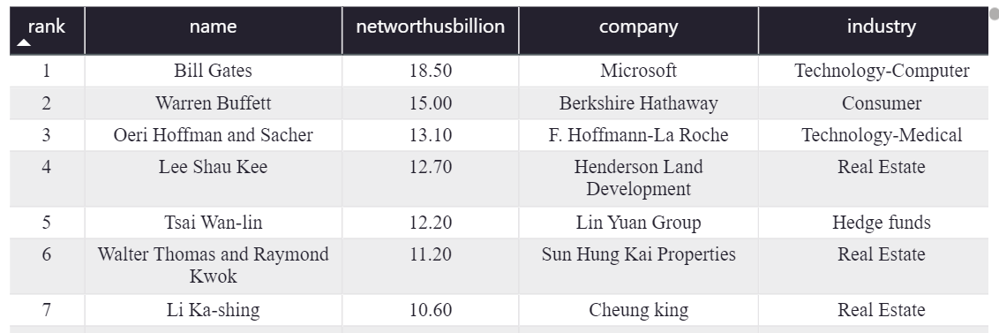 rank name networthusbillion company industry
1 Bill Gates 18.50 Microsoft Technology-Computer
2 Warren Buffett 15.00 Berkshire Hathaway Consumer
3 Oeri Hoffman and Sacher 13.10 F. Hoffmann-La Roche Technology-Medical
4 Lee Shau Kee 12.70 Henderson Land Real Estate
Development
5 Tsai Wan-lin 12.20 Lin Yuan Group Hedge funds
6 Walter Thomas and Raymond 11.20 Sun Hung Kai Properties Real Estate
Kwok
7 Li Ka-shing 10.60 Cheung king Real Estate